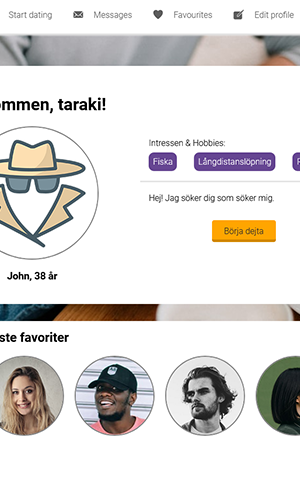 Start dating
Messages
Favourites
Edit profile
ommen, taraki!
Intressen & Hobbies:
Fiska
Långdistanslöpning
Hej! Jag söker dig som söker mig.
Börja dejta
John, 38 år
ste favoriter